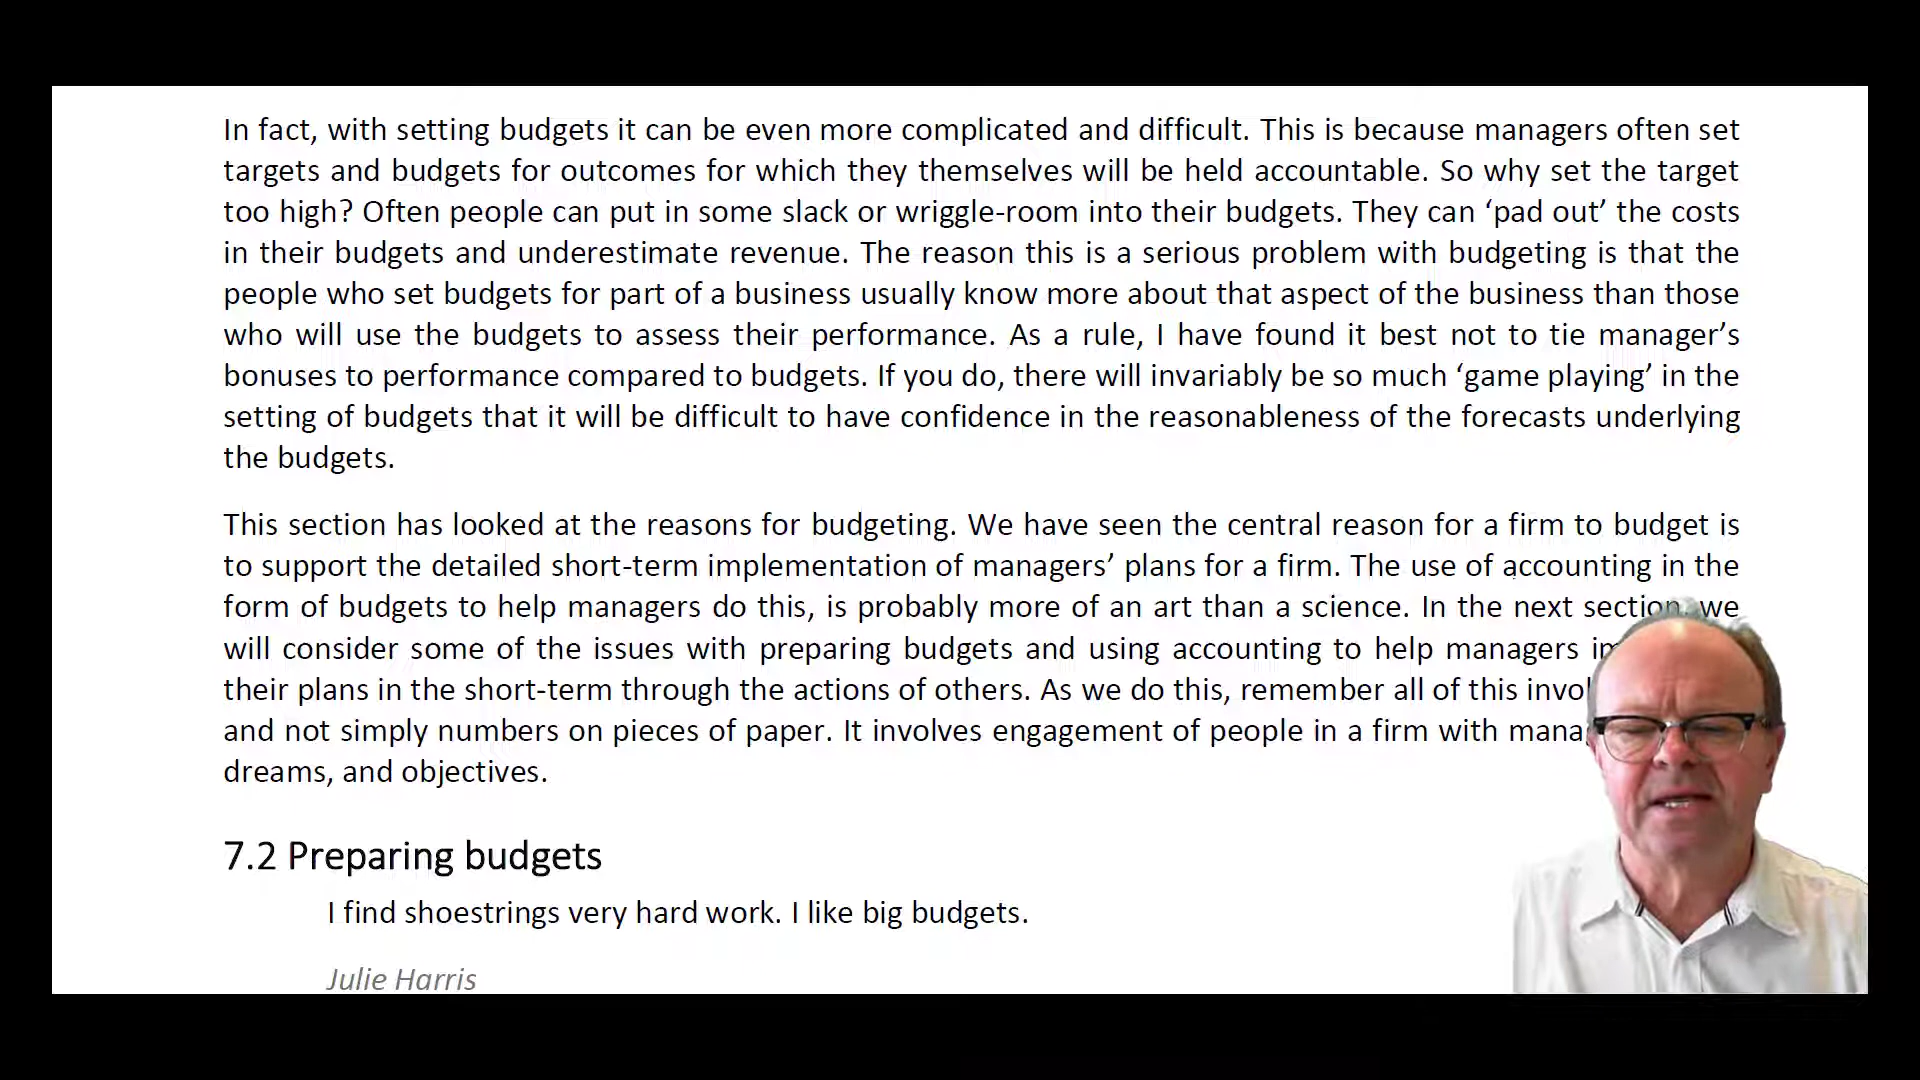 In fact, with setting budgets it can be even more complicated and difficult. This is because managers often set
targets and budgets for outcomes for which they themselves will be held accountable. So why set the target
too high? Often people can put in some slack or wriggle-room into their budgets. They can ‘pad out’ the costs
in their budgets and underestimate revenue. The reason this is a serious problem with budgeting is that the
people who set budgets for part of a business usually know more about that aspect of the business than those
who will use the budgets to assess their performance. As a rule, I have found it best not to tie manager’s
bonuses to performance compared to budgets. If you do, there will invariably be so much ‘game playing’ in the
setting of budgets that it will be difficult to have confidence in the reasonableness of the forecasts underlying
the budgets.
This section has looked at the reasons for budgeting. We have seen the central reason for a firm to budget is
to support the detailed short-term implementation of managers’ plans for a firm. The use of accounting in the
form of budgets to help managers do this, is probably more of an art than a science. In the next section, we
will consider some of the issues with preparing budgets and using accounting to help managers
their plans in the short-term through the actions of others. As we do this, remember all of this
and not simply numbers on pieces of paper. It involves engagement of people in a firm with
dreams, and objectives.
7.2 Preparing budgets
I find shoestrings very hard work. I like big budgets.
Julie Harris